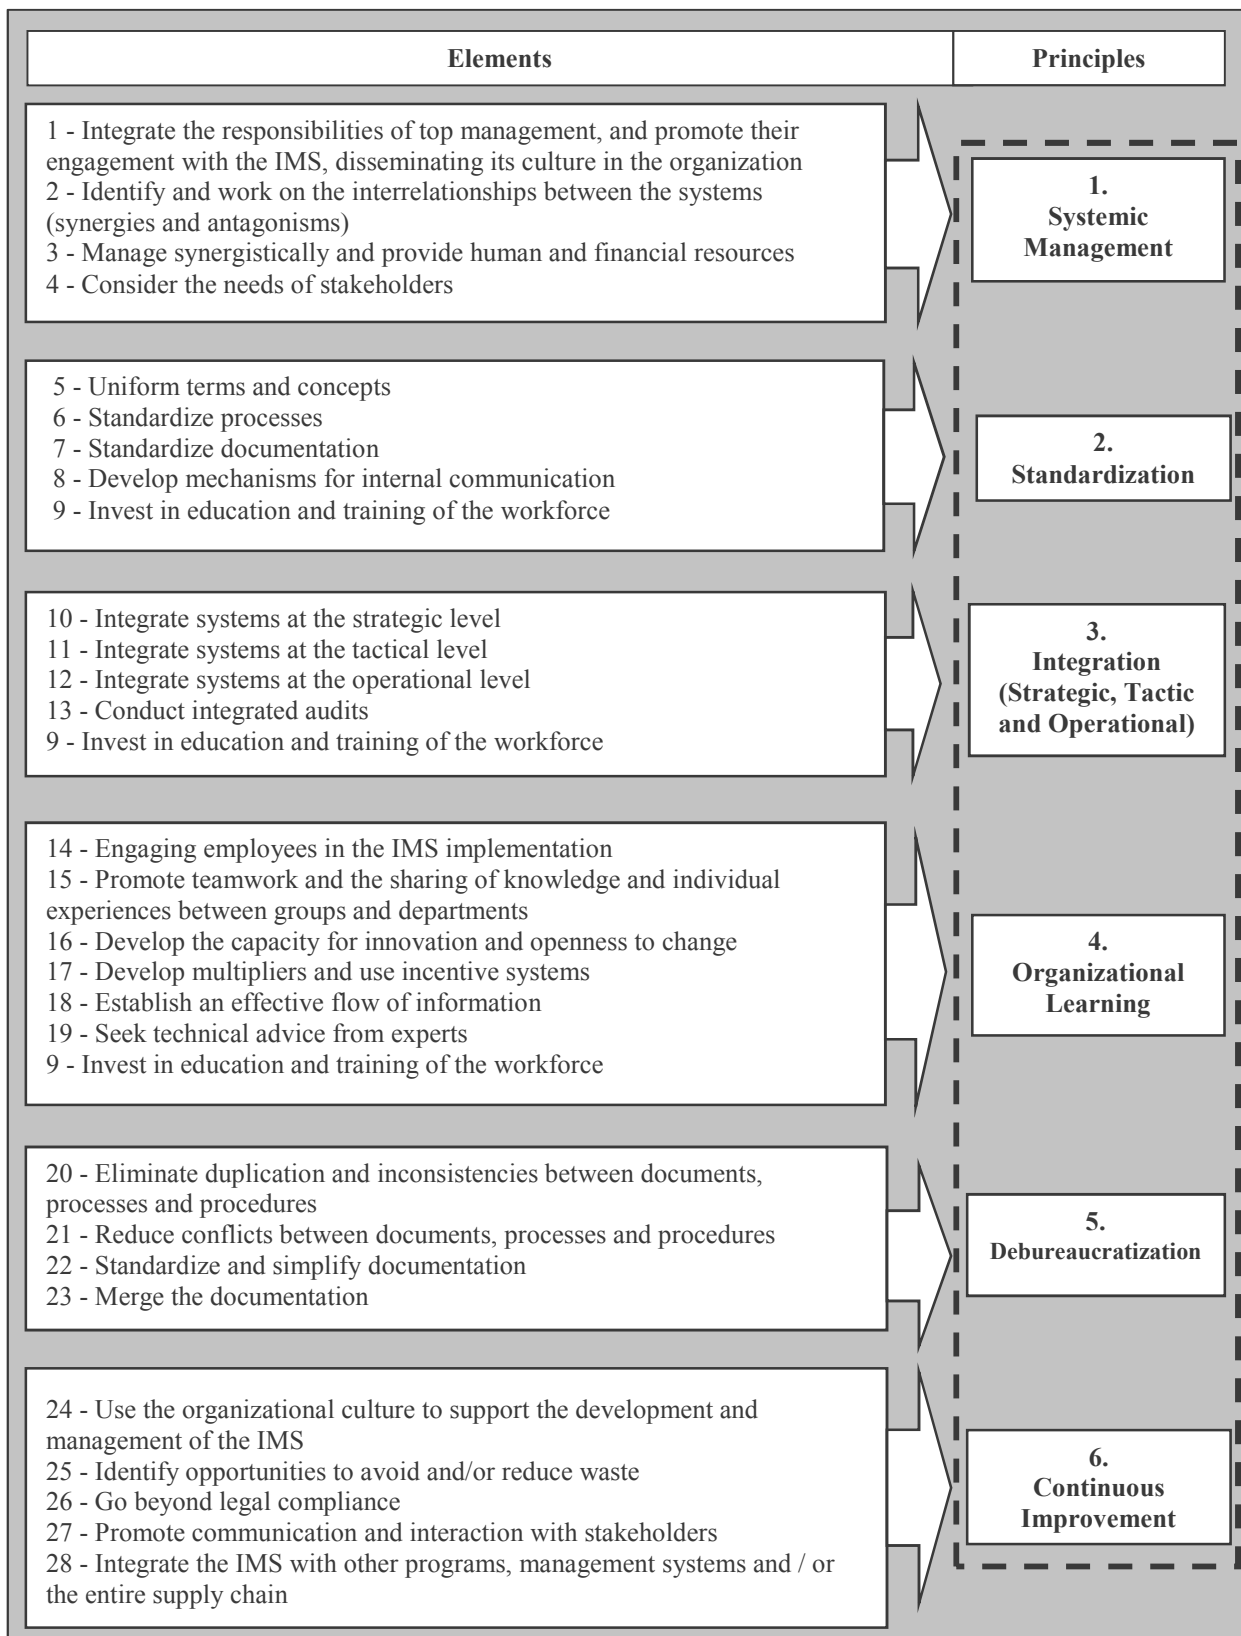 Elements
Principles
1 - Integrate the responsibilities of top management, and promote their
engagement with the IMS, disseminating its culture in the organization
2 - Identify and work on the interrelationships between the systems
(synergies and antagonisms)
3 - Manage synergistically and provide human and financial resources
4 - Consider the needs of stakeholders
1.
Systemic
Management
5 - Uniform terms and concepts
6 - Standardize processes
7 - Standardize documentation
8 - Develop mechanisms for internal communication
9 - Invest in education and training of the workforce
2.
Standardization
10 - Integrate systems at the strategic level
11 - Integrate systems at the tactical level
12 - Integrate systems at the operational level
13 - Conduct integrated audits
9 - Invest in education and training of the workforce
3.
Integration
(Strategic, Tactic
and Operational)
14 - Engaging employees in the IMS implementation
15 - Promote teamwork and the sharing of knowledge and individual
experiences between groups and departments
16 - Develop the capacity for innovation and openness to change
17 - Develop multipliers and use incentive systems
18 - Establish an effective flow of information
19 - Seek technical advice from experts
9 - Invest in education and training of the workforce
4.
Organizational
Learning
20 - Eliminate duplication and inconsistencies between documents,
processes and procedures
21 - Reduce conflicts between documents, processes and procedures
22 - Standardize and simplify documentation
23 - Merge the documentation
5.
Debureaucratization
24 - Use the organizational culture to support the development and
management of the IMS
25 - Identify opportunities to avoid and/or reduce waste
26 - Go beyond legal compliance
27 - Promote communication and interaction with stakeholders
28 - Integrate the IMS with other programs, management systems and / or
the entire supply chain
6.
Continuous
Improvement